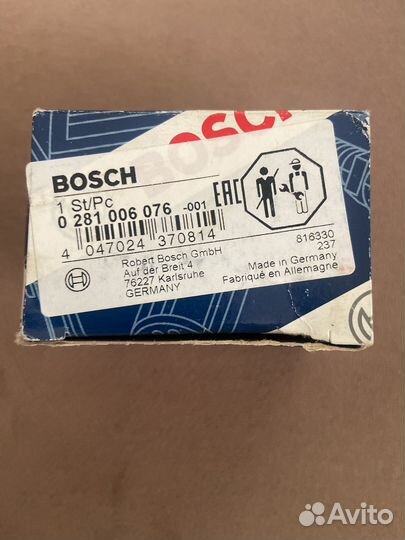 BOSCH
BOSCH
1 St/Pc
0 281 006 076 -001
4 047024 370814
EAC
Robert Bosch GmbH
Auf der Breit 4
76227 Karlsruhe
GERMANY
816330
237
Made in Germany
Fabriqué en Allemagne
Avito